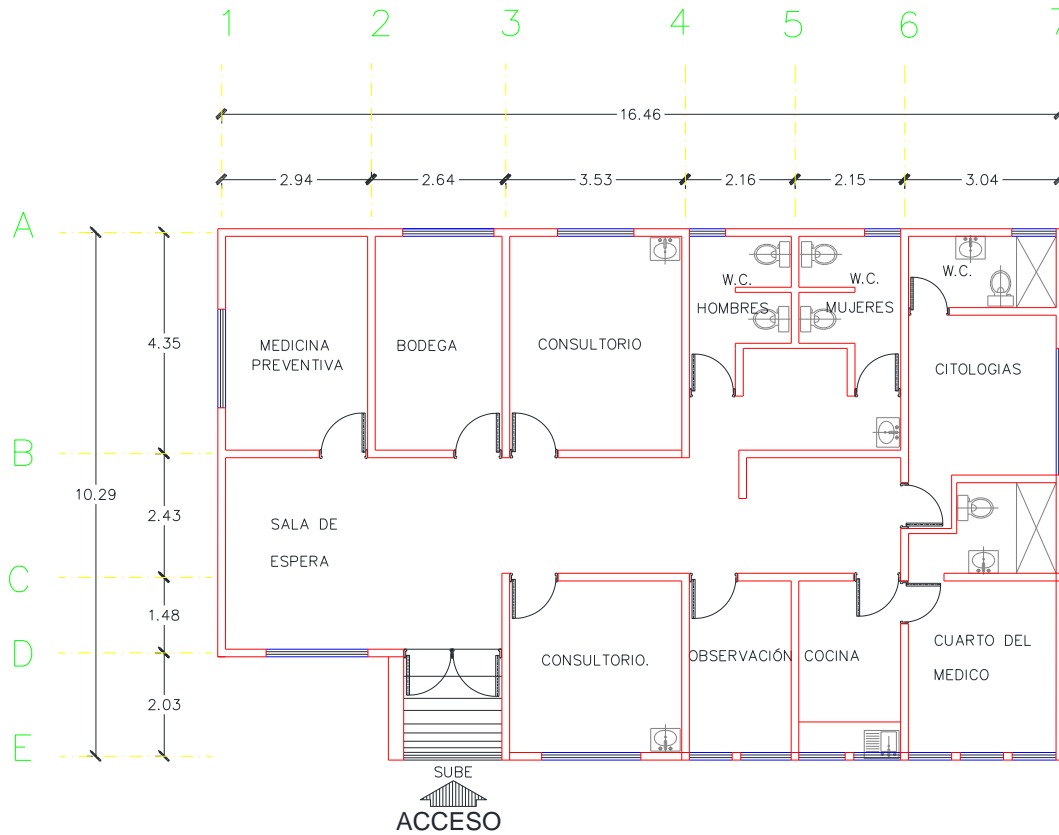 1 2 3 4 5 6 7
16.46
2.94 2.64 3.53 2.16 2.15 3.04
A
B
C
D
E
10.29
4.35
2.43
1.48
2.03
MEDICINA
PREVENTIVA
BODEGA
CONSULTORIO
W.C.
HOMBRES
W.C.
MUJERES
W.C.
CITOLOGIAS
SALA DE
ESPERA
CONSULTORIO.
OBSERVACIÓN
COCINA
CUARTO DEL
MEDICO
SUBE
ACCESO